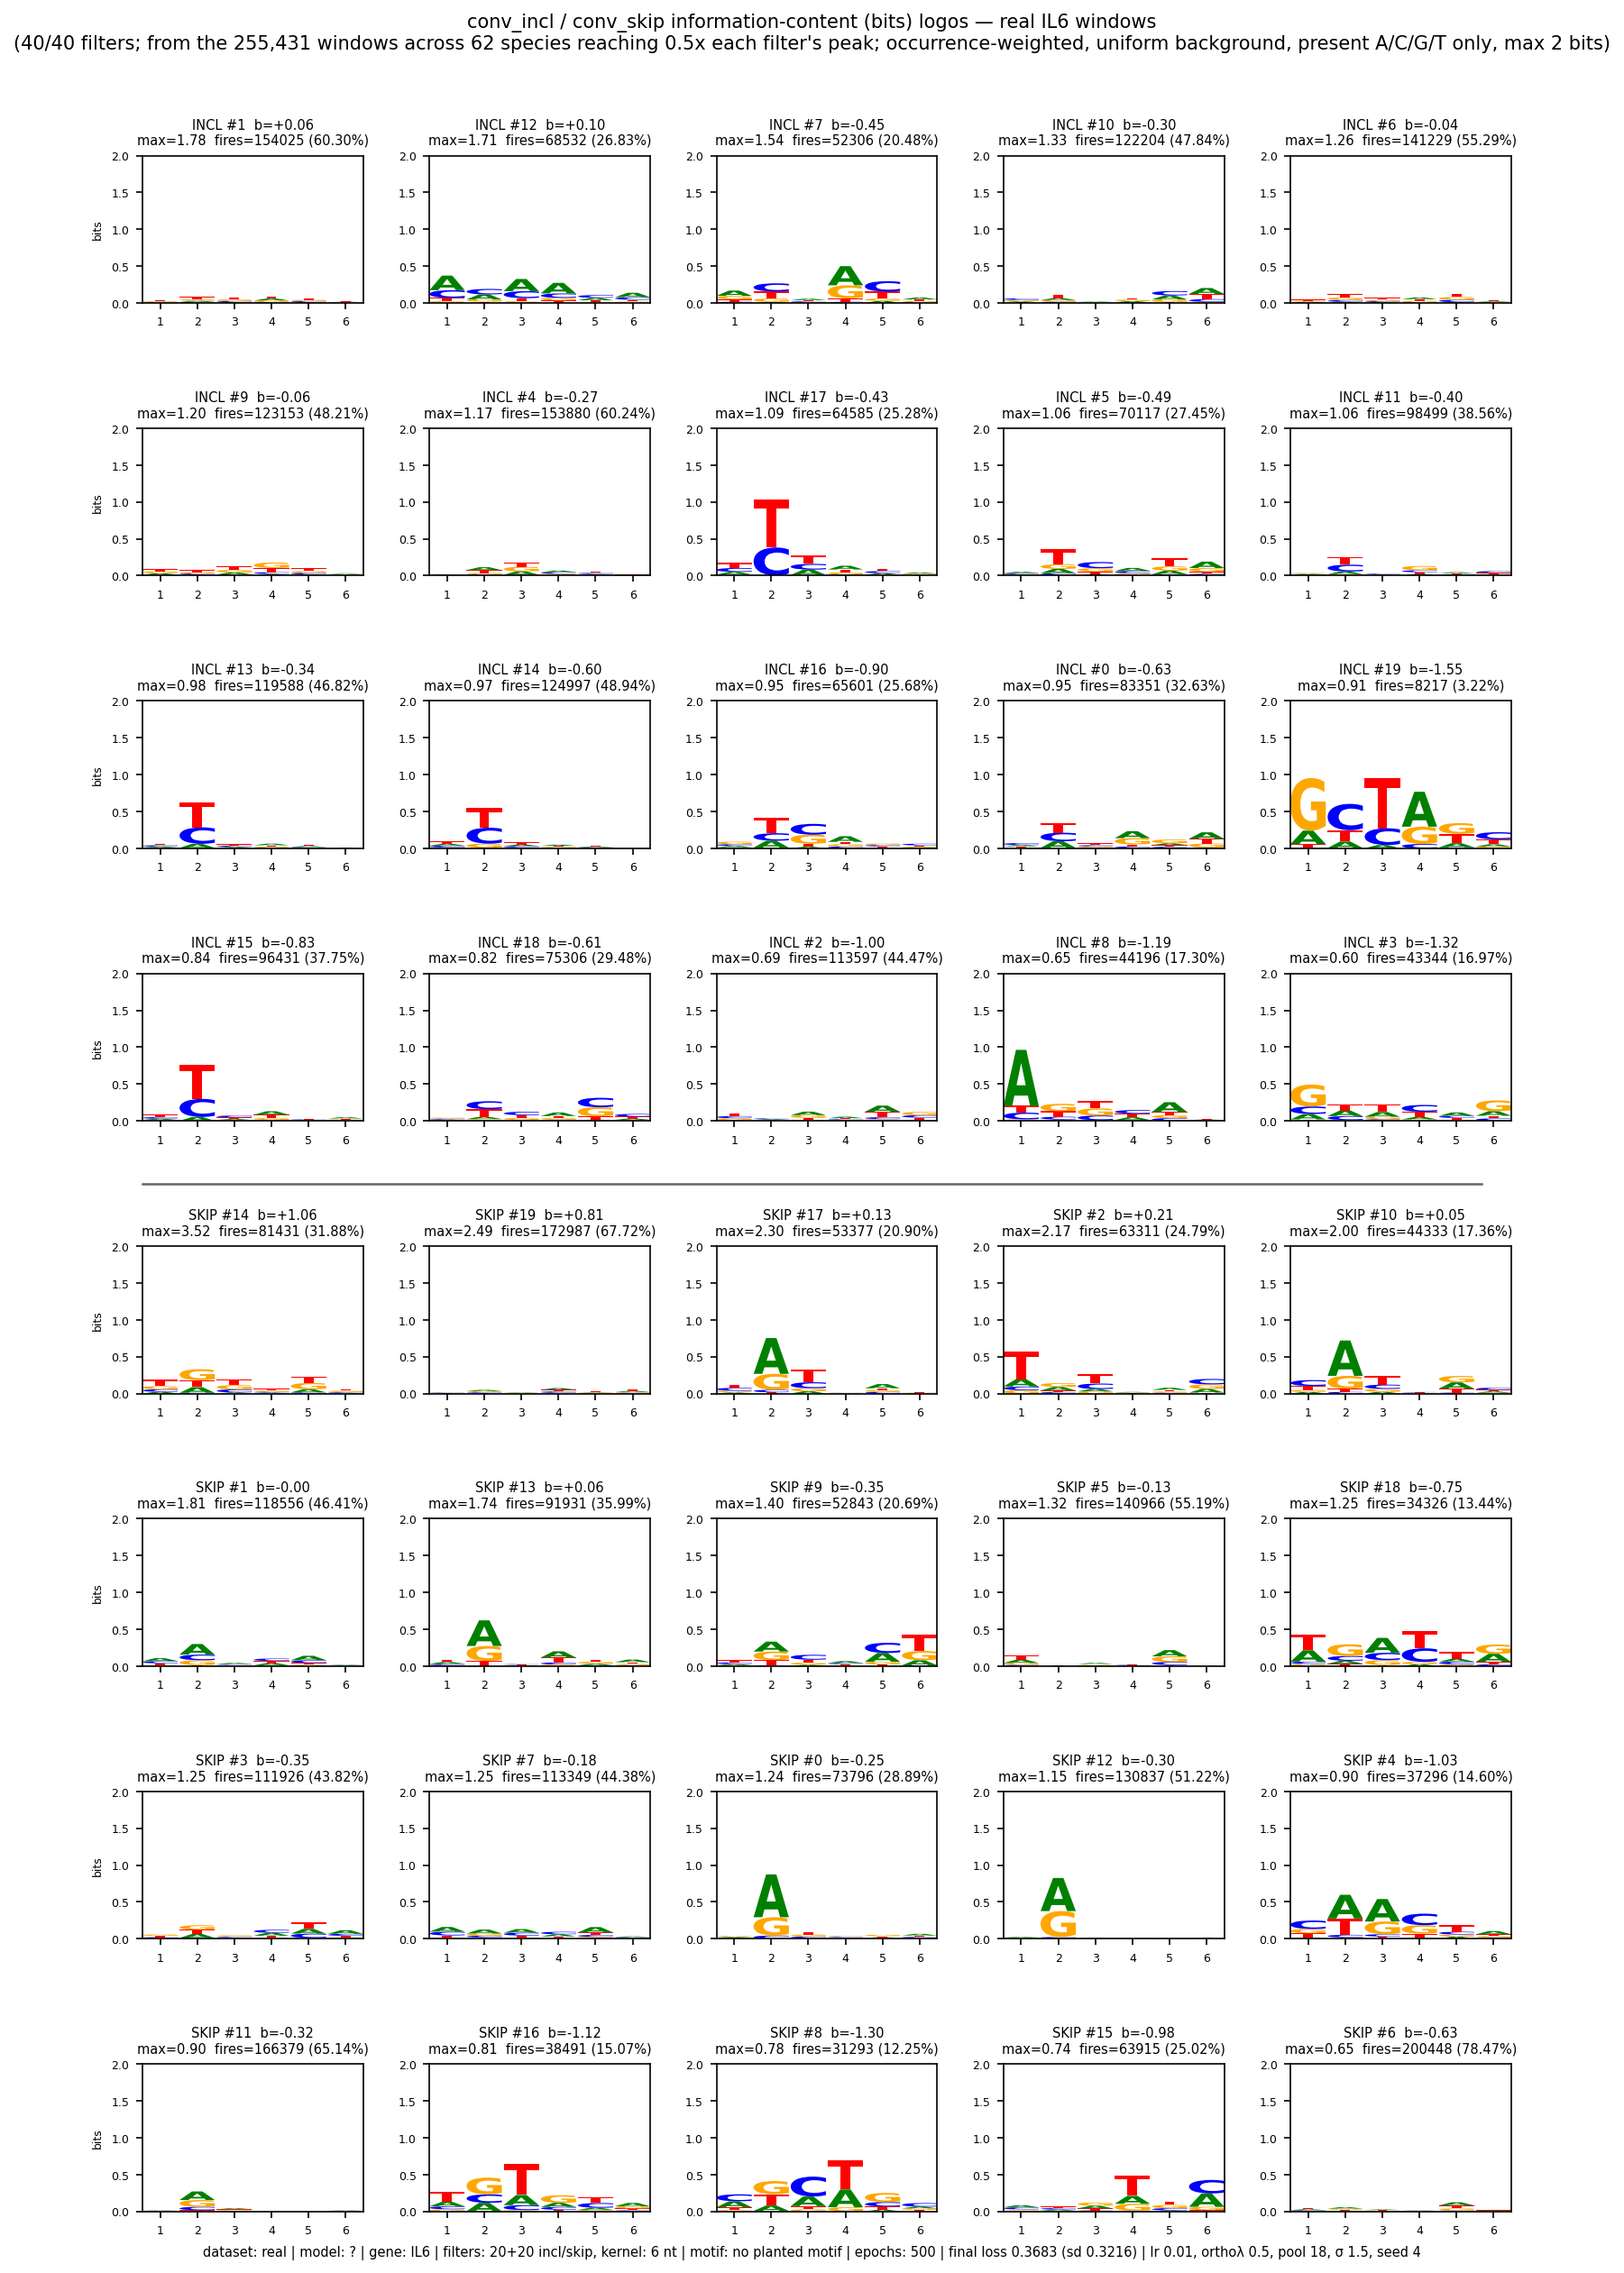 conv_incl / conv_skip information-content (bits) logos — real IL6 windows
(40/40 filters; from the 255,431 windows across 62 species reaching 0.5x each filter's peak; occurrence-weighted, uniform background, present A/C/G/T only, max 2 bits)
INCL #1 b=+0.06
max=1.78 fires=154025 (60.30%)
INCL #12 b=+0.10
max=1.71 fires=68532 (26.83%)
INCL #7 b=-0.45
max=1.54 fires=52306 (20.48%)
INCL #10 b=-0.30
max=1.33 fires=122204 (47.84%)
INCL #6 b=-0.04
max=1.26 fires=141229 (55.29%)
INCL #9 b=-0.06
max=1.20 fires=123153 (48.21%)
INCL #4 b=-0.27
max=1.17 fires=153880 (60.24%)
INCL #17 b=-0.43
max=1.09 fires=64585 (25.28%)
INCL #5 b=-0.49
max=1.06 fires=70117 (27.45%)
INCL #11 b=-0.40
max=1.06 fires=98499 (38.56%)
INCL #13 b=-0.34
max=0.98 fires=119588 (46.82%)
INCL #14 b=-0.60
max=0.97 fires=124997 (48.94%)
INCL #16 b=-0.90
max=0.95 fires=65601 (25.68%)
INCL #0 b=-0.63
max=0.95 fires=83351 (32.63%)
INCL #19 b=-1.55
max=0.91 fires=8217 (3.22%)
INCL #15 b=-0.83
max=0.84 fires=96431 (37.75%)
INCL #18 b=-0.61
max=0.82 fires=75306 (29.48%)
INCL #2 b=-1.00
max=0.69 fires=113597 (44.47%)
INCL #8 b=-1.19
max=0.65 fires=44196 (17.30%)
INCL #3 b=-1.32
max=0.60 fires=43344 (16.97%)
SKIP #14 b=+1.06
max=3.52 fires=81431 (31.88%)
SKIP #19 b=+0.81
max=2.49 fires=172987 (67.72%)
SKIP #17 b=+0.13
max=2.30 fires=53377 (20.90%)
SKIP #2 b=+0.21
max=2.17 fires=63311 (24.79%)
SKIP #10 b=+0.05
max=2.00 fires=44333 (17.36%)
SKIP #1 b=-0.00
max=1.81 fires=118556 (46.41%)
SKIP #13 b=+0.06
max=1.74 fires=91931 (35.99%)
SKIP #9 b=-0.35
max=1.40 fires=52843 (20.69%)
SKIP #5 b=-0.13
max=1.32 fires=140966 (55.19%)
SKIP #18 b=-0.75
max=1.25 fires=34326 (13.44%)
SKIP #3 b=-0.35
max=1.25 fires=111926 (43.82%)
SKIP #7 b=-0.18
max=1.25 fires=113349 (44.38%)
SKIP #0 b=-0.25
max=1.24 fires=73796 (28.89%)
SKIP #12 b=-0.30
max=1.15 fires=130837 (51.22%)
SKIP #4 b=-1.03
max=0.90 fires=37296 (14.60%)
SKIP #11 b=-0.32
max=0.90 fires=166379 (65.14%)
SKIP #16 b=-1.12
max=0.81 fires=38491 (15.07%)
SKIP #8 b=-1.30
max=0.78 fires=31293 (12.25%)
SKIP #15 b=-0.98
max=0.74 fires=63915 (25.02%)
SKIP #6 b=-0.63
max=0.65 fires=200448 (78.47%)
dataset: real | model: ? | gene: IL6 | filters: 20+20 incl/skip, kernel: 6 nt | motif: no planted motif | epochs: 500 | final loss 0.3683 (sd 0.3216) | lr 0.01, orthoλ 0.5, pool 18, σ 1.5, seed 4